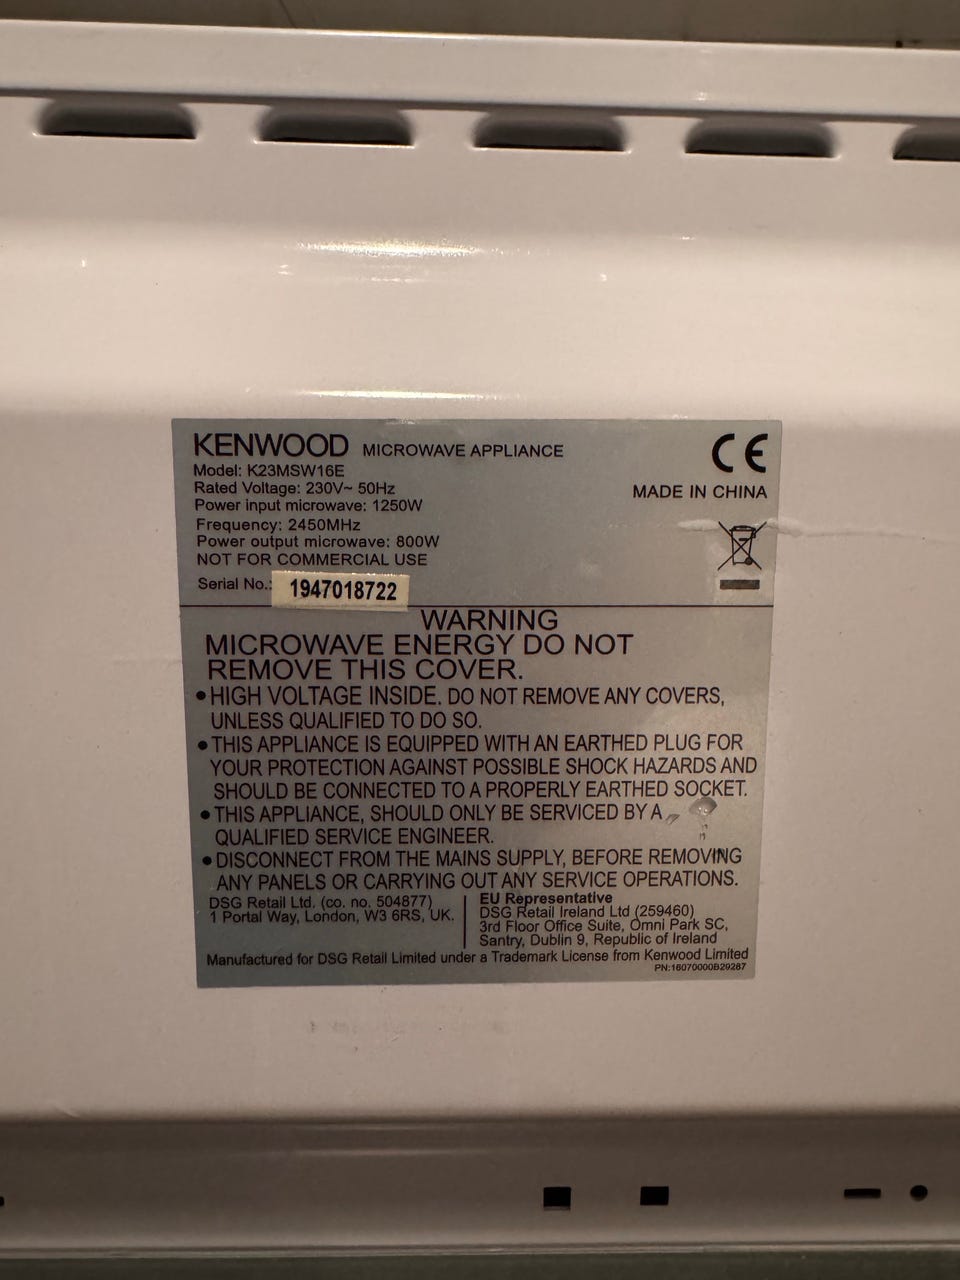 KENWOOD MICROWAVE APPLIANCE
CE
Model: K23MSW16E
Rated Voltage: 230V~ 50Hz
MADE IN CHINA
Power input microwave: 1250W
Frequency: 2450MHz
Power output microwave: 800W
NOT FOR COMMERCIAL USE
Serial No.: 1947018722
WARNING
MICROWAVE ENERGY DO NOT
REMOVE THIS COVER.
•HIGH VOLTAGE INSIDE. DO NOT REMOVE ANY COVERS,
UNLESS QUALIFIED TO DO SO.
•THIS APPLIANCE IS EQUIPPED WITH AN EARTHED PLUG FOR
YOUR PROTECTION AGAINST POSSIBLE SHOCK HAZARDS AND
SHOULD BE CONNECTED TO A PROPERLY EARTHED SOCKET.
•THIS APPLIANCE, SHOULD ONLY BE SERVICED BY A
QUALIFIED SERVICE ENGINEER.
•DISCONNECT FROM THE MAINS SUPPLY, BEFORE REMOVING
ANY PANELS OR CARRYING OUT ANY SERVICE OPERATIONS.
DSG Retail Ltd. (co. no. 504877)
1 Portal Way, London, W3 6RS, UK.
EU Representative
DSG Retail Ireland Ltd (259460)
3rd Floor Office Suite, Omni Park SC,
Santry, Dublin 9, Republic of Ireland
Manufactured for DSG Retail Limited under a Trademark License from Kenwood Limited
PN:16070000B29287